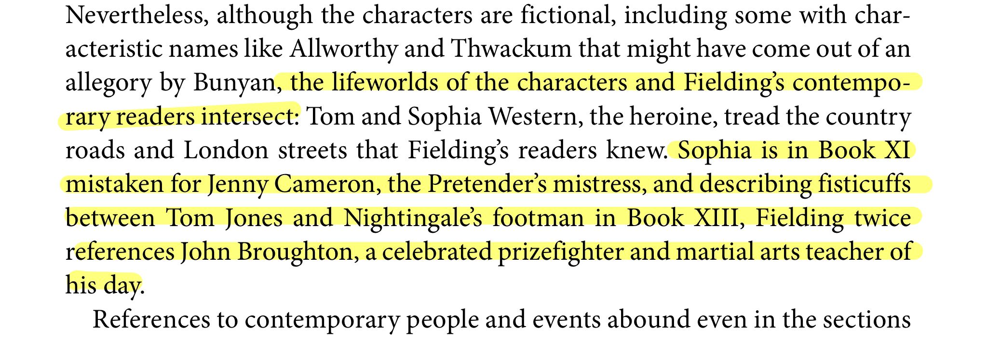 Nevertheless, although the characters are fictional, including some with char-
acteristic names like Allworthy and Thwackum that might have come out of an
allegory by Bunyan, the lifeworlds of the characters and Fielding’s contempo-
rary readers intersect: Tom and Sophia Western, the heroine, tread the country
roads and London streets that Fielding’s readers knew. Sophia is in Book XI
mistaken for Jenny Cameron, the Pretender’s mistress, and describing fisticuffs
between Tom Jones and Nightingale’s footman in Book XIII, Fielding twice
references John Broughton, a celebrated prizefighter and martial arts teacher of
his day.
References to contemporary people and events abound even in the sections